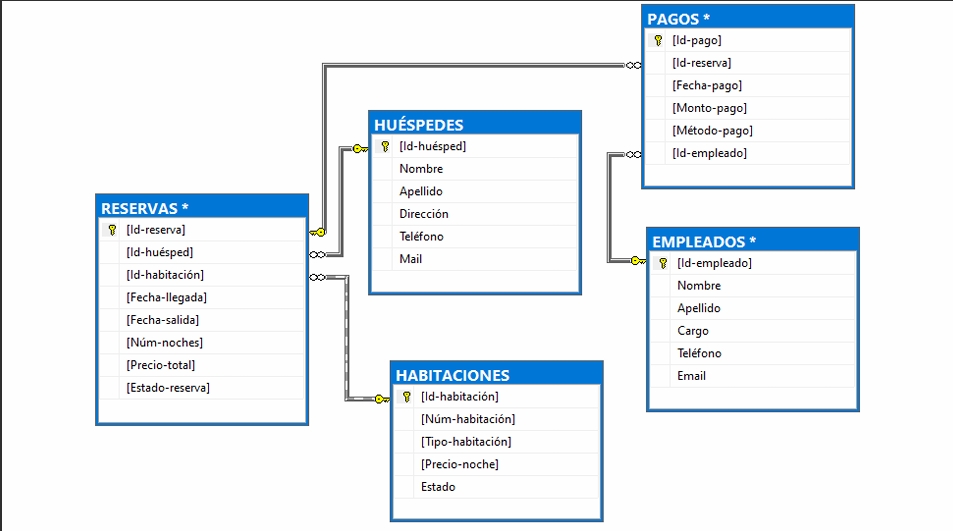 PAGOS *
[Id-pago]
[Id-reserva]
[Fecha-pago]
[Monto-pago]
[Método-pago]
[Id-empleado]
HUÉSPEDES
[Id-huésped]
Nombre
Apellido
Dirección
Teléfono
Mail
RESERVAS *
[Id-reserva]
[Id-huésped]
[Id-habitación]
[Fecha-llegada]
[Fecha-salida]
[Núm-noches]
[Precio-total]
[Estado-reserva]
EMPLEADOS *
[Id-empleado]
Nombre
Apellido
Cargo
Teléfono
Email
HABITACIONES
[Id-habitación]
[Núm-habitación]
[Tipo-habitación]
[Precio-noche]
Estado